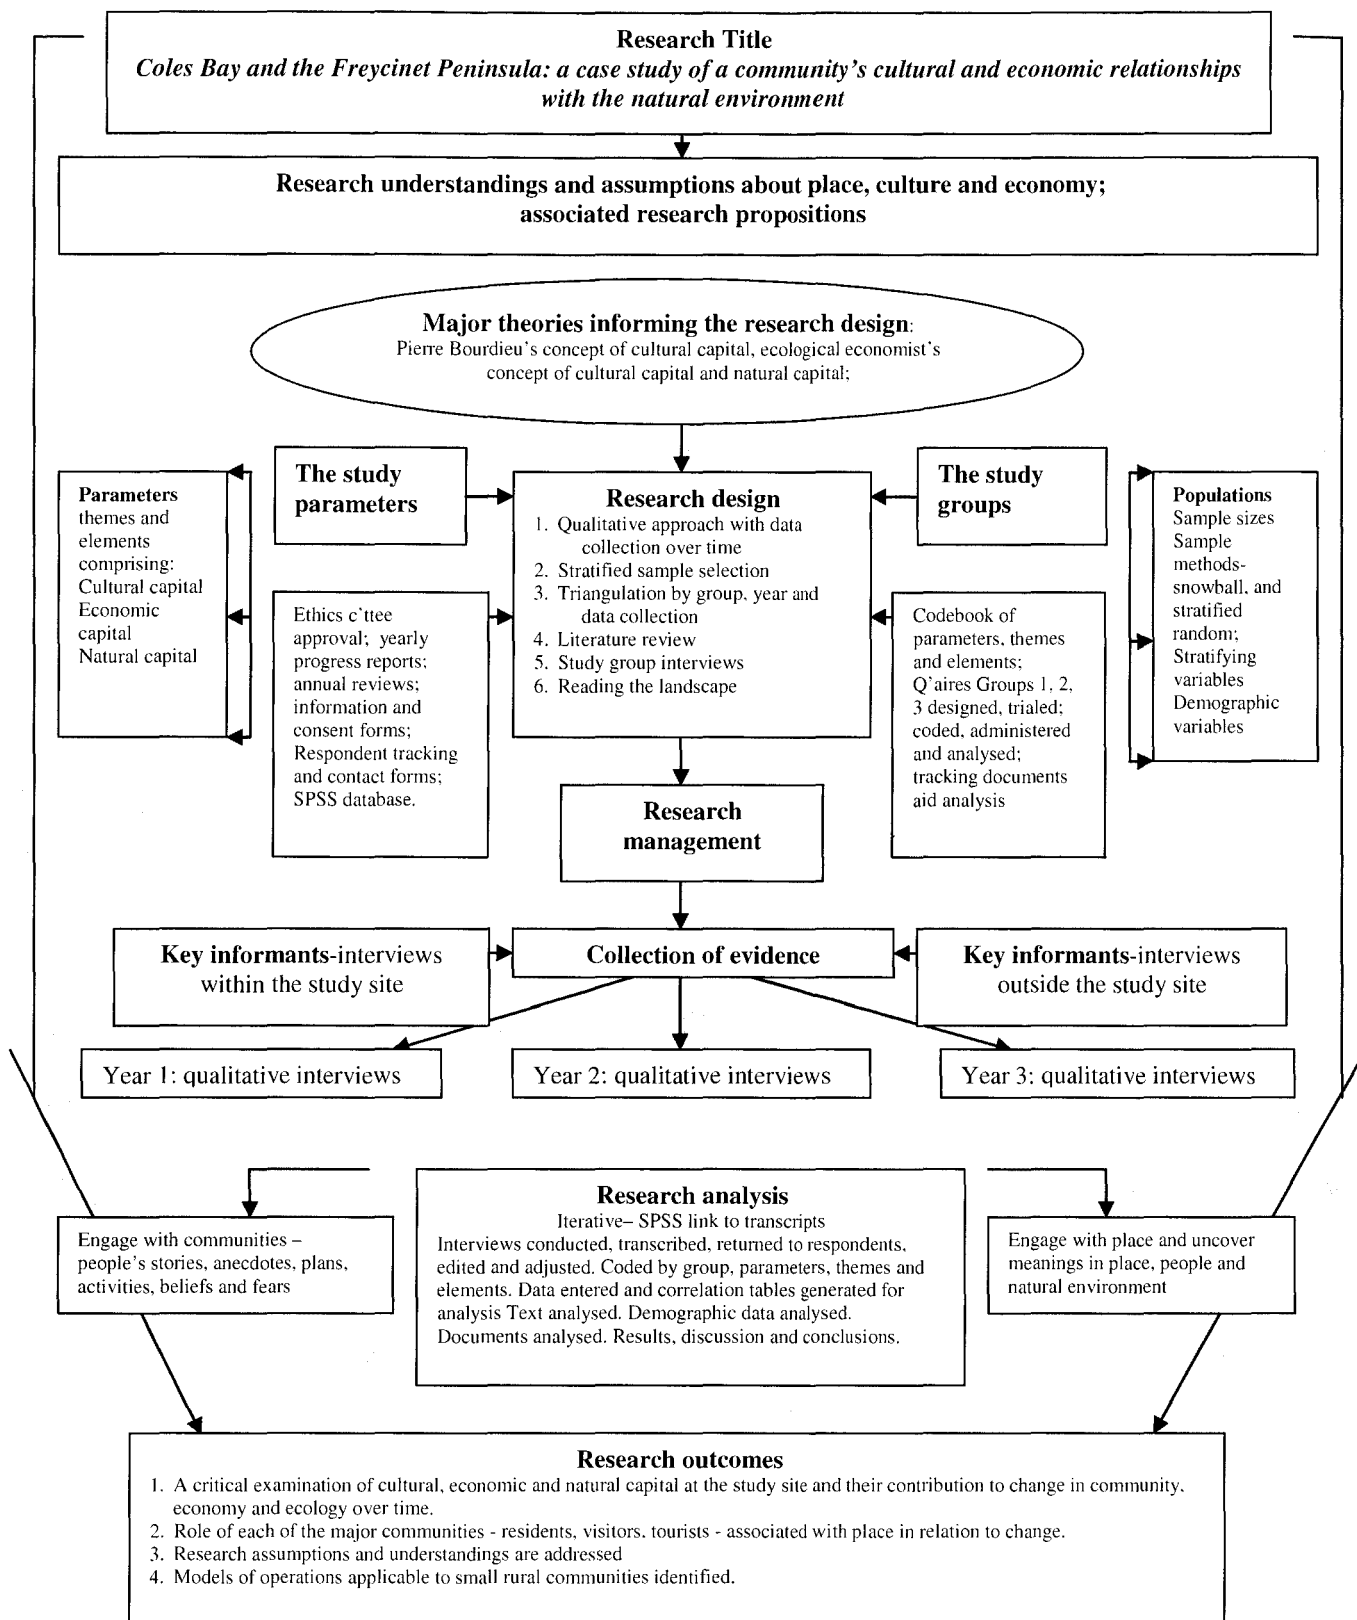 Research Title
Coles Bay and the Freycinet Peninsula: a case study of a community's cultural and economic relationships
with the natural environment
Research understandings and assumptions about place, culture and economy;
associated research propositions
Major theories informing the research design:
Pierre Bourdieu's concept of cultural capital, ecological economist's
concept of cultural capital and natural capital;
Parameters
themes and
elements
comprising:
Cultural capital
Economic
capital
Natural capital
The study
parameters
Ethics c'ttee
approval; yearly
progress reports;
annual reviews;
information and
consent forms;
Respondent tracking
and contact forms;
SPSS database.
Research design
1. Qualitative approach with data
collection over time
2. Stratified sample selection
3. Triangulation by group, year and
data collection
4. Literature review
5. Study group interviews
6. Reading the landscape
The study
groups
Codebook of
parameters, themes
and elements;
Q'aires Groups 1, 2,
3 designed, trialed;
coded, administered
and analysed;
tracking documents
aid analysis
Populations
Sample sizes
Sample
methods-
snowball, and
stratified
random;
Stratifying
variables
Demographic
variables
Research
management
Key informants-interviews
within the study site
Collection of evidence
Key informants-interviews
outside the study site
Year 1: qualitative interviews
Year 2: qualitative interviews
Year 3: qualitative interviews
Engage with communities –
people's stories, anecdotes, plans,
activities, beliefs and fears
Research analysis
Iterative– SPSS link to transcripts
Interviews conducted, transcribed, returned to respondents,
edited and adjusted. Coded by group, parameters, themes and
elements. Data entered and correlation tables generated for
analysis Text analysed. Demographic data analysed.
Documents analysed. Results, discussion and conclusions.
Engage with place and uncover
meanings in place, people and
natural environment
Research outcomes
1. A critical examination of cultural, economic and natural capital at the study site and their contribution to change in community,
economy and ecology over time.
2. Role of each of the major communities - residents, visitors, tourists - associated with place in relation to change.
3. Research assumptions and understandings are addressed
4. Models of operations applicable to small rural communities identified.